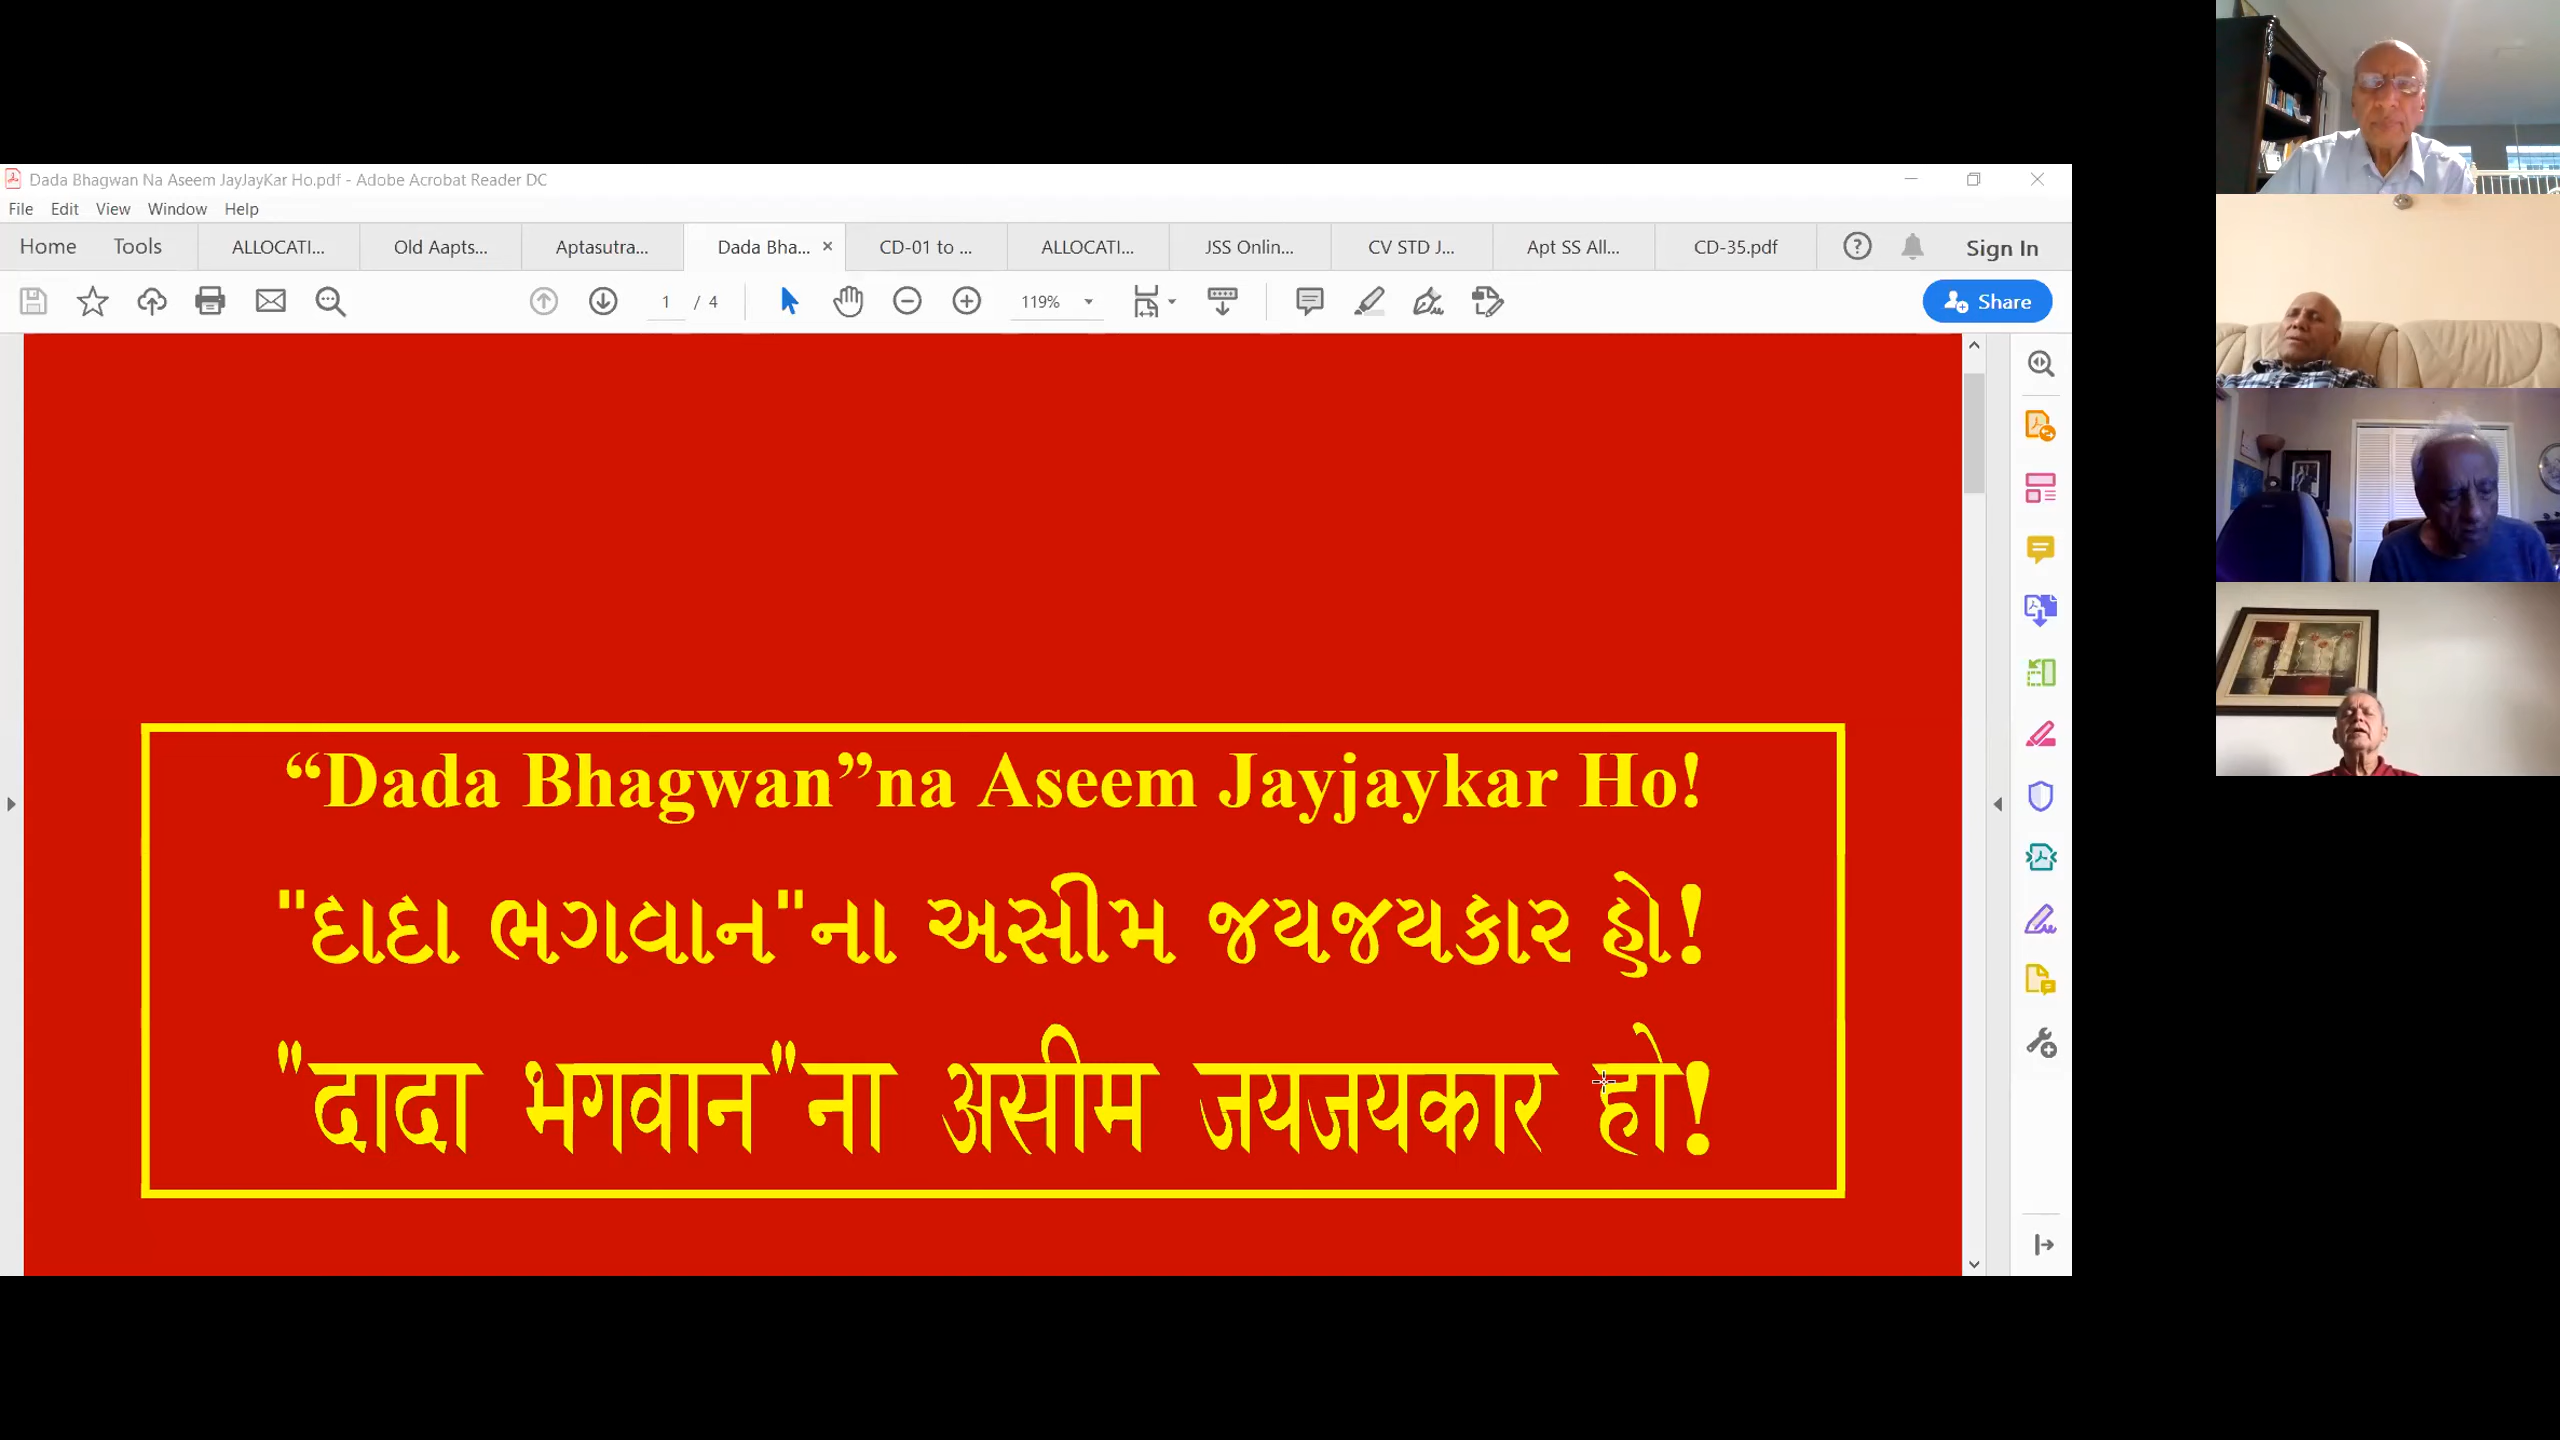 Dada Bhagwan Na Aseem JayJayKar Ho.pdf - Adobe Acrobat Reader DC
File Edit View Window Help
Home Tools ALLOCATI... Old Aapts... Aptasutra... Dada Bha... CD-01 to ... ALLOCATI... JSS Onlin... CV STD J... Apt SS All... CD-35.pdf Sign In
1 / 4 119% Share
“Dada Bhagwan”na Aseem Jayjaykar Ho!
"દાદા ભગવાન"ના અસીમ જયજયકાર હો!
"दादा भगवान"ना असीम जयजयकार हो!